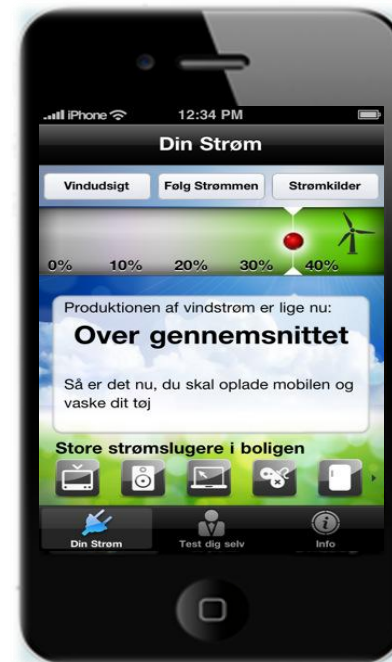 iPhone
12:34 PM
Din Strøm
Vindudsigt
Følg Strømmen
Strømkilder
0% 10% 20% 30% 40%
Produktionen af vindstrøm er lige nu:
Over gennemsnittet
Så er det nu, du skal oplade mobilen og
vaske dit tøj
Store strømslugere i boligen
Din Strøm
Test dig selv
Info